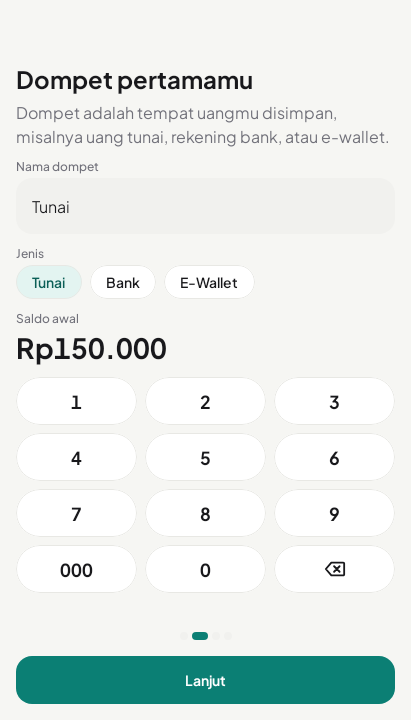 Dompet pertamamu
Dompet adalah tempat uangmu disimpan,
misalnya uang tunai, rekening bank, atau e-wallet.
Nama dompet
Tunai
Jenis
Tunai Bank E-Wallet
Saldo awal
Rp150.000
1 2 3
4 5 6
7 8 9
000 0
Lanjut